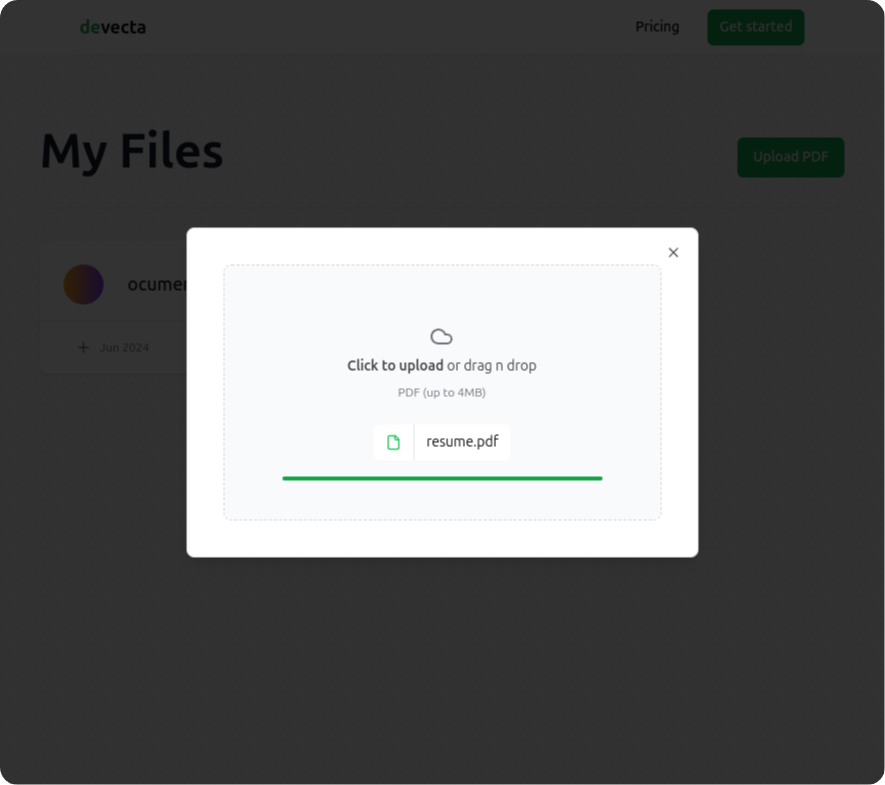 devecta
Pricing
Get started
My Files
Upload PDF
ocumen
Jun 2024
Click to upload or drag n drop
PDF (up to 4MB)
resume.pdf